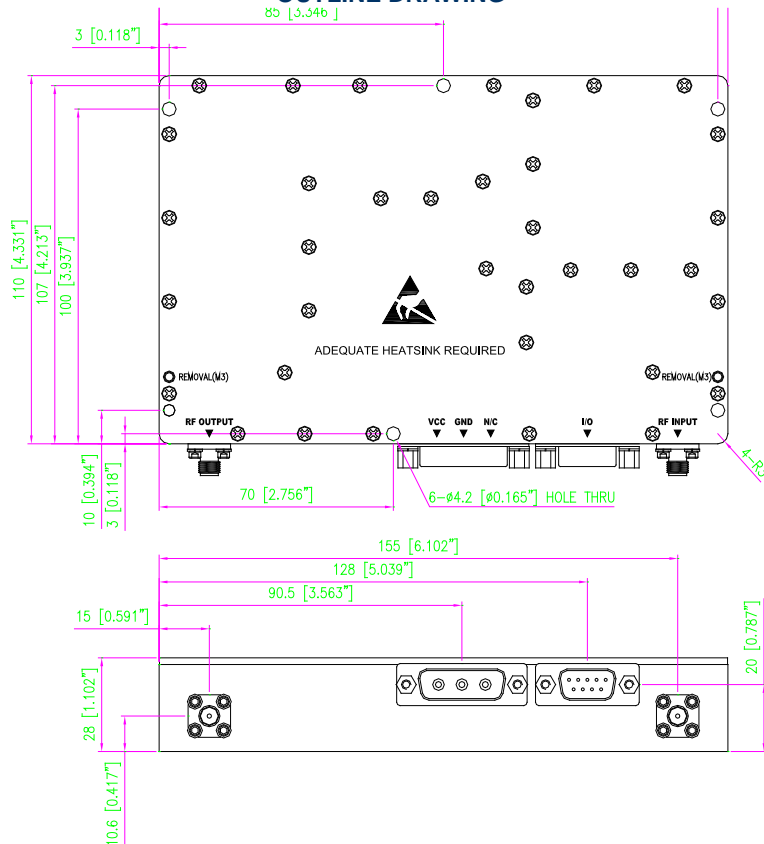 OUTLINE DRAWING
85 [3.346"]
3 [0.118"]
110 [4.331"]
107 [4.213"]
100 [3.937"]
ADEQUATE HEATSINK REQUIRED
REMOVAL(M3)
REMOVAL(M3)
RF OUTPUT
VCC GND N/C
I/O
RF INPUT
10 [0.394"]
3 [0.118"]
70 [2.756"]
6-ø4.2 [ø0.165"] HOLE THRU
155 [6.102"]
128 [5.039"]
90.5 [3.563"]
15 [0.591"]
20 [0.787"]
28 [1.102"]
10.6 [0.417"]